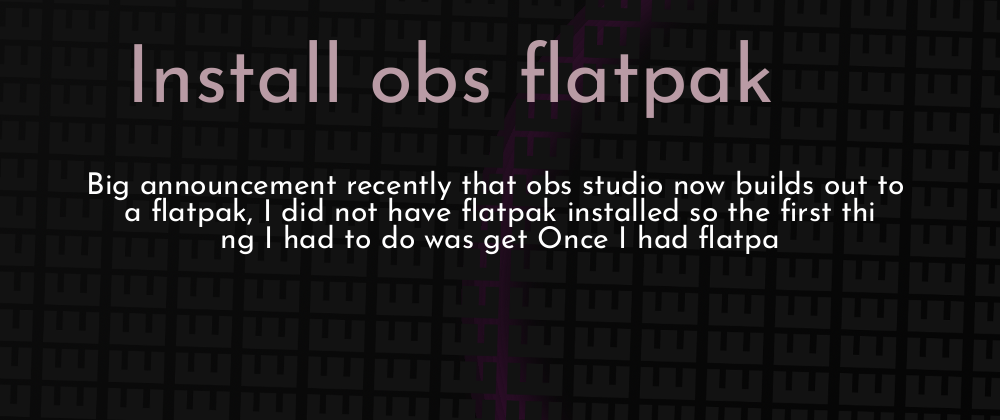 Install obs flatpak
Big announcement recently that obs studio now builds out to
a flatpak, I did not have flatpak installed so the first thi
ng I had to do was get Once I had flatpa